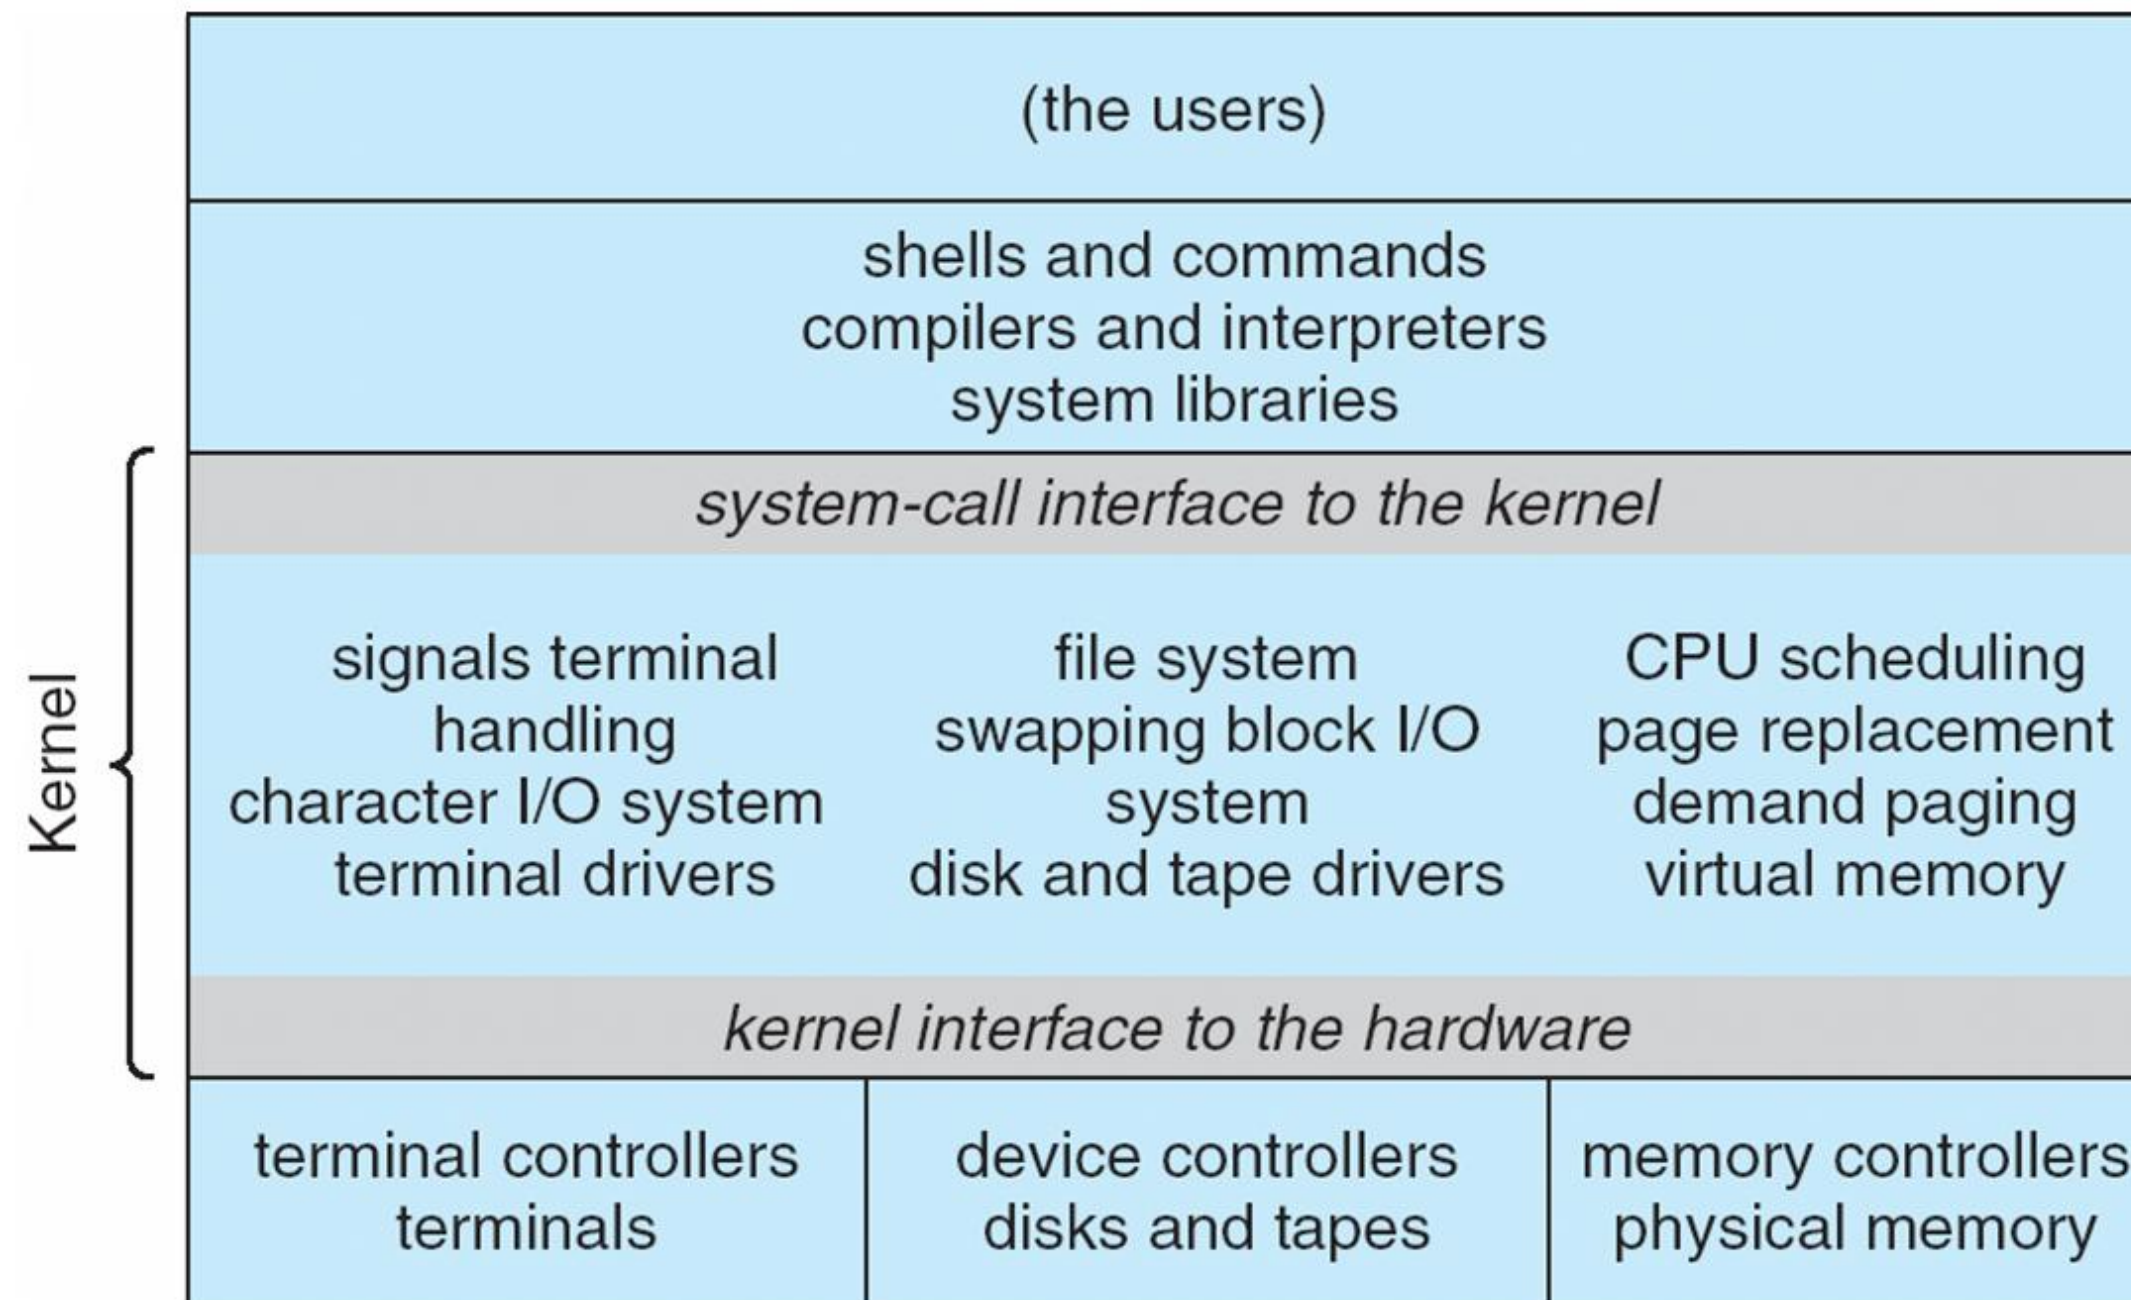 (the users)
shells and commands
compilers and interpreters
system libraries
Kernel
system-call interface to the kernel
signals terminal
handling
character I/O system
terminal drivers
file system
swapping block I/O
system
disk and tape drivers
CPU scheduling
page replacement
demand paging
virtual memory
kernel interface to the hardware
terminal controllers
terminals
device controllers
disks and tapes
memory controllers
physical memory